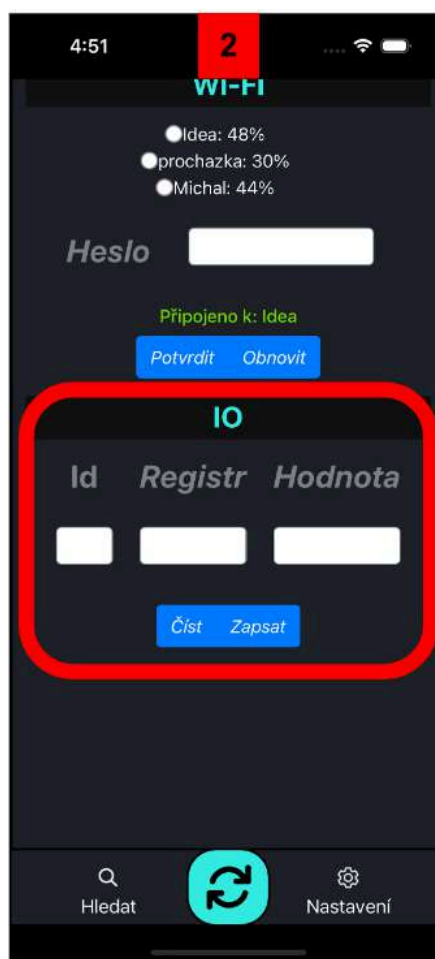 4:51 2 ....
WI-FI
Idea: 48%
prochazka: 30%
Michal: 44%
Heslo
Připojeno k: Idea
Potvrdit Obnovit
IO
Id Registr Hodnota
Číst Zapsat
Hledat Nastavení